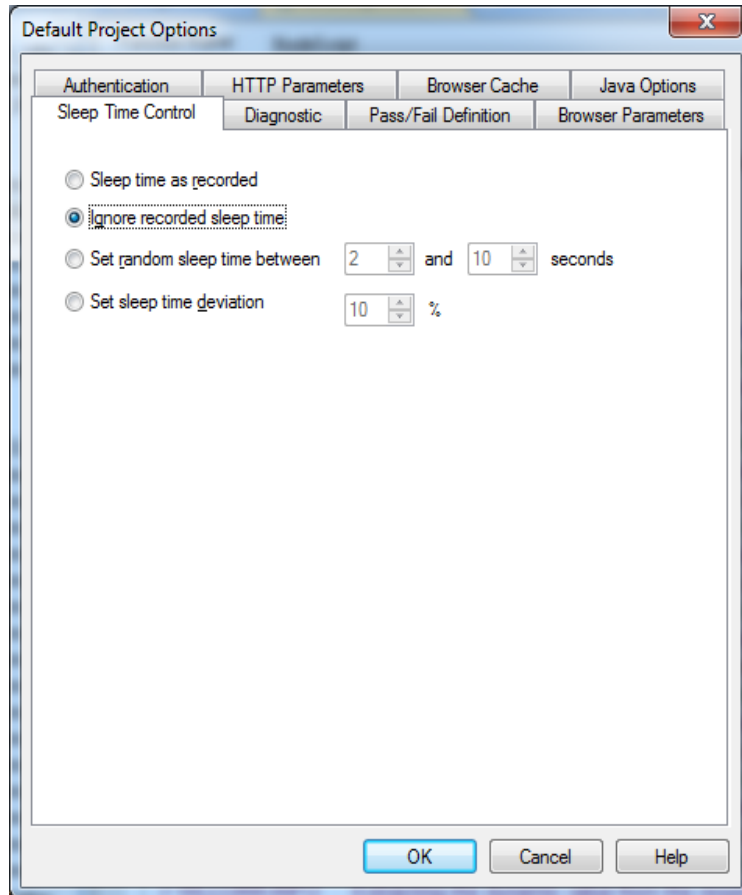 Default Project Options
Authentication HTTP Parameters Browser Cache Java Options
Sleep Time Control Diagnostic Pass/Fail Definition Browser Parameters
Sleep time as recorded
Ignore recorded sleep time
Set random sleep time between 2 and 10 seconds
Set sleep time deviation 10 %
OK Cancel Help